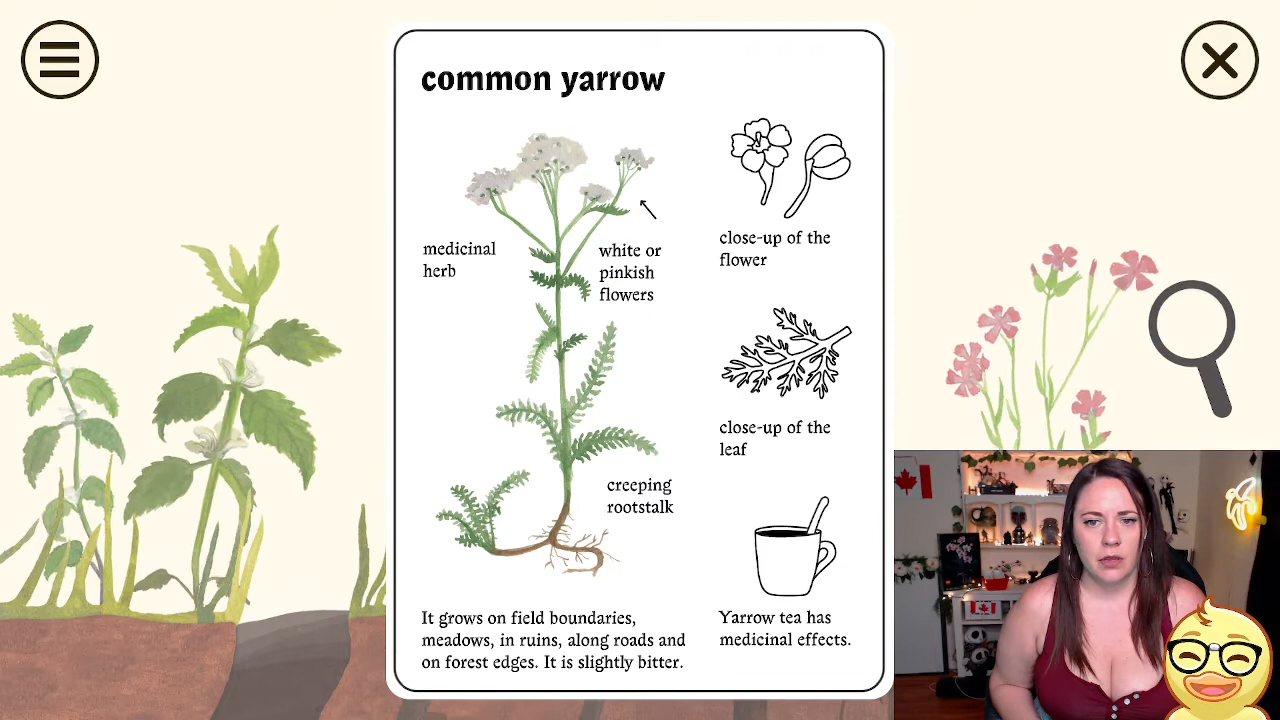 common yarrow
medicinal
herb
white or
pinkish
flowers
creeping
rootstalk
It grows on field boundaries,
meadows, in ruins, along roads and
on forest edges. It is slightly bitter.
close-up of the
flower
close-up of the
leaf
Yarrow tea has
medicinal effects.